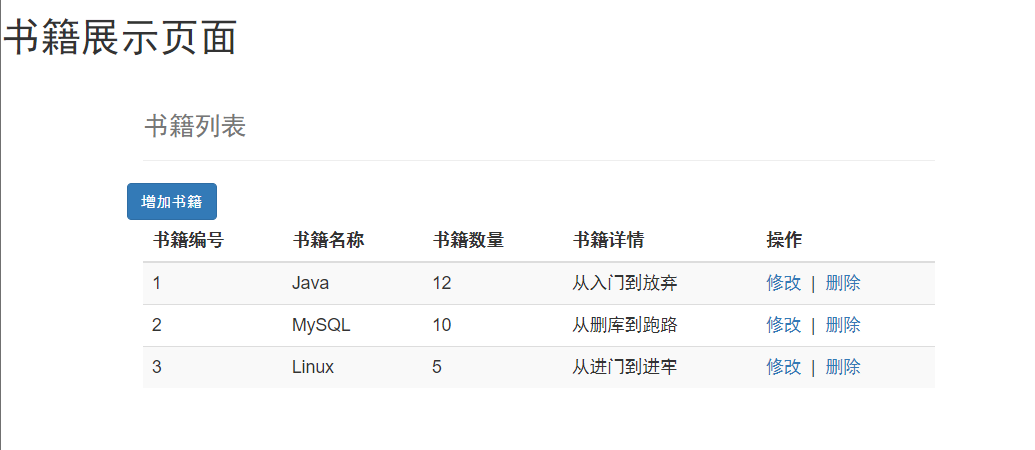 书籍展示页面
书籍列表
增加书籍
书籍编号 书籍名称 书籍数量 书籍详情 操作
1 Java 12 从入门到放弃 修改 | 删除
2 MySQL 10 从删库到跑路 修改 | 删除
3 Linux 5 从进门到进牢 修改 | 删除